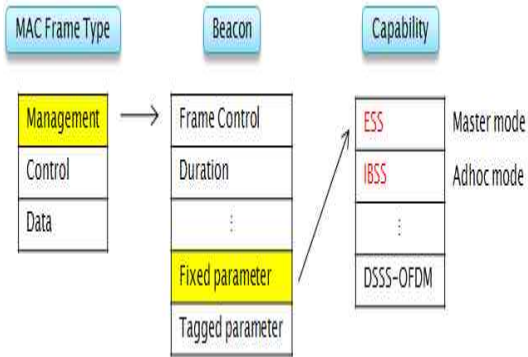 MAC Frame Type
Beacon
Capability
Management
Control
Data
Frame Control
Duration
⋮
Fixed parameter
Tagged parameter
ESS
Master mode
IBSS
Adhoc mode
⋮
DSSS-OFDM